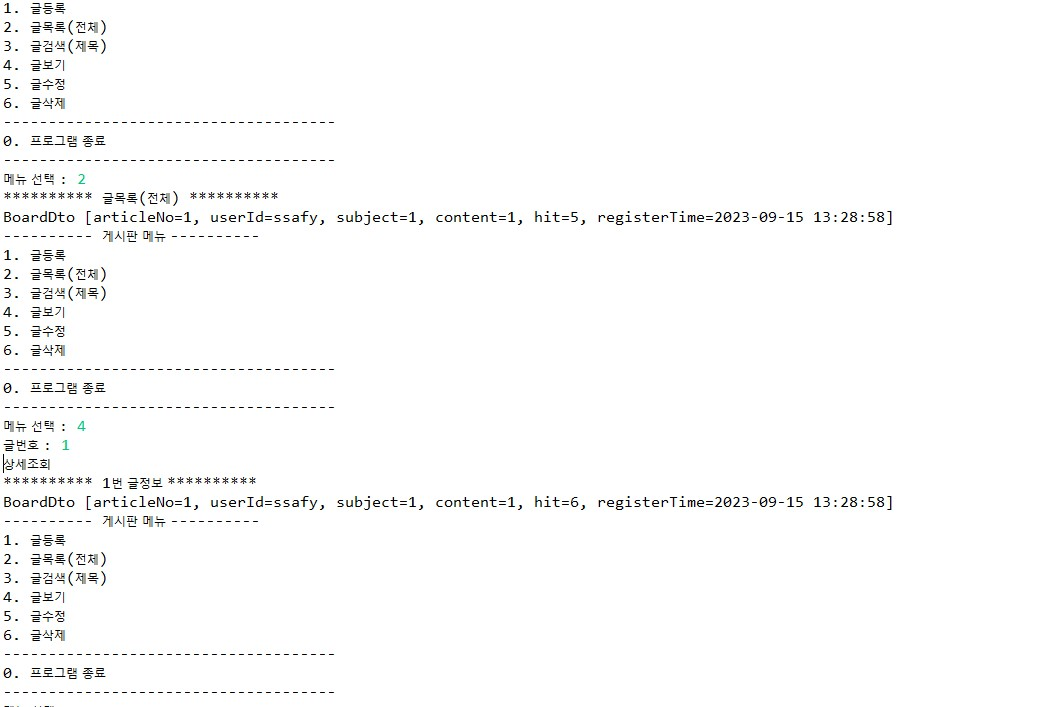 1. 글등록
2. 글목록(전체)
3. 글검색(제목)
4. 글보기
5. 글수정
6. 글삭제
-------------------------------------
0. 프로그램 종료
-------------------------------------
메뉴 선택 : 2
********** 글목록(전체) **********
BoardDto [articleNo=1, userId=ssafy, subject=1, content=1, hit=5, registerTime=2023-09-15 13:28:58]
---------- 게시판 메뉴 ----------
1. 글등록
2. 글목록(전체)
3. 글검색(제목)
4. 글보기
5. 글수정
6. 글삭제
-------------------------------------
0. 프로그램 종료
-------------------------------------
메뉴 선택 : 4
글번호 : 1
상세조회
********** 1번 글정보 **********
BoardDto [articleNo=1, userId=ssafy, subject=1, content=1, hit=6, registerTime=2023-09-15 13:28:58]
---------- 게시판 메뉴 ----------
1. 글등록
2. 글목록(전체)
3. 글검색(제목)
4. 글보기
5. 글수정
6. 글삭제
-------------------------------------
0. 프로그램 종료
-------------------------------------